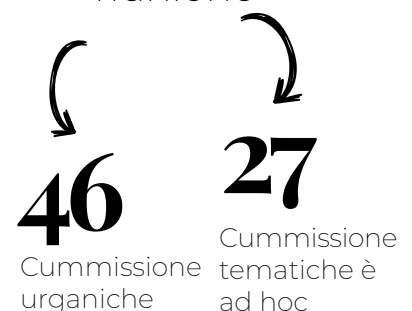 46
Cummissione
urganiche
27
Cummissione
tematiche è
ad hoc